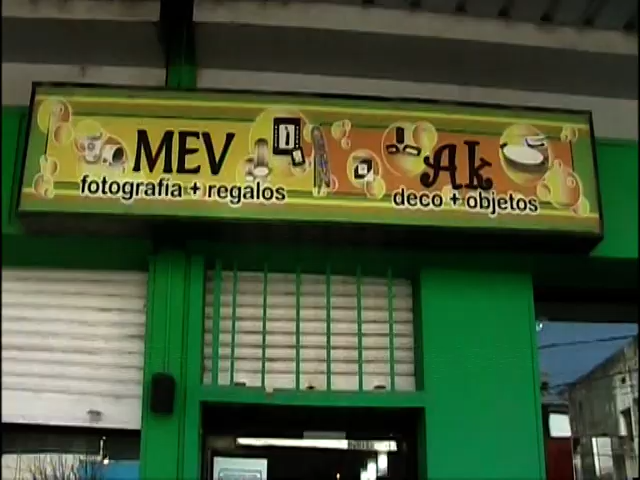 MEV
fotografia + regalos
Ak
deco + objetos